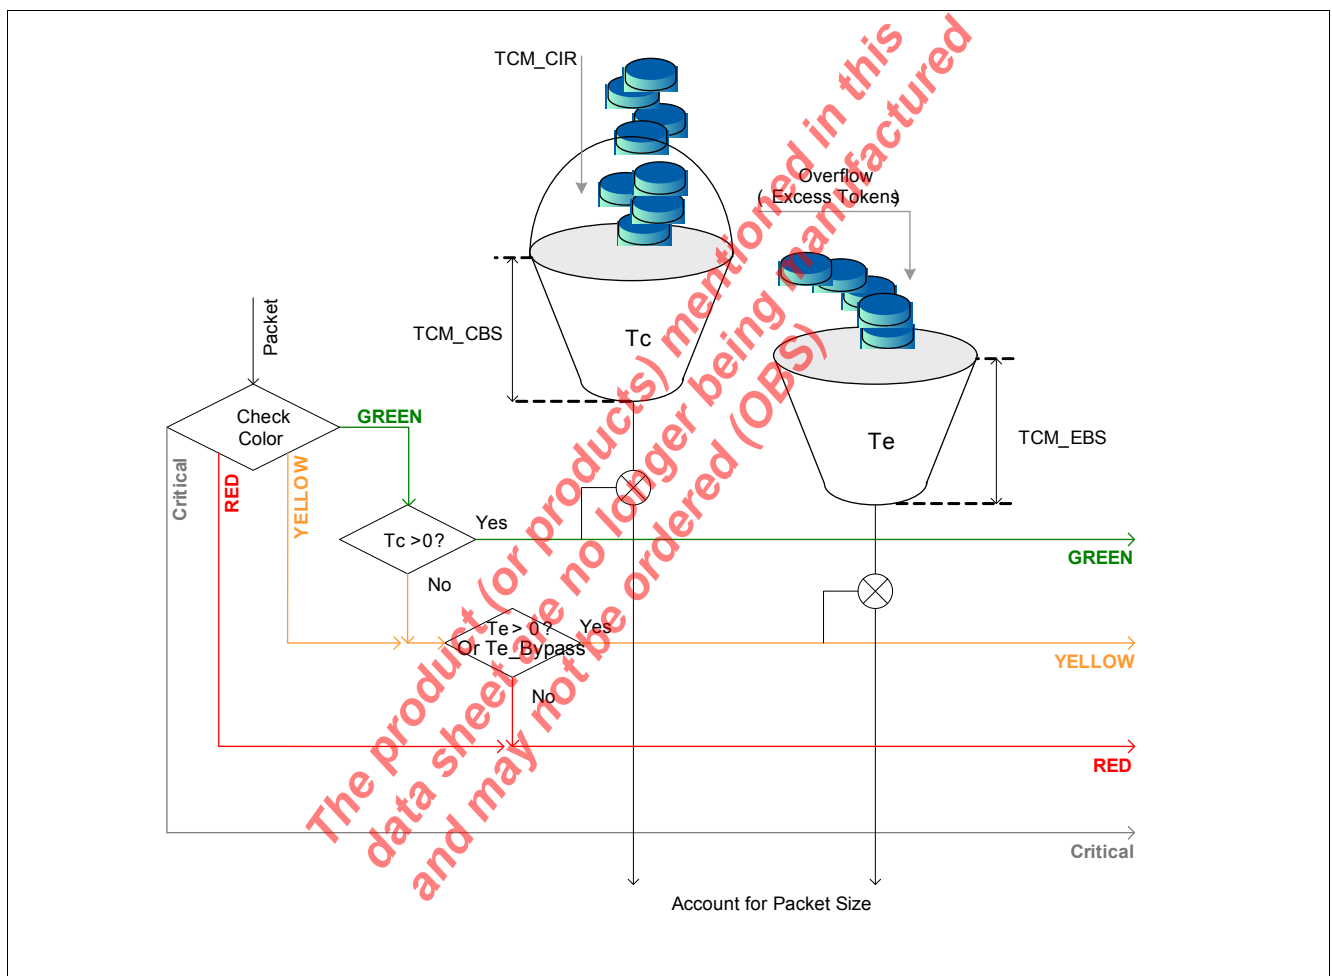 TCM_CIR
Overflow
( Excess Tokens)
TCM_CBS
Tc
Packet
Check
Color
GREEN
TCM_EBS
Te
Critical
RED
YELLOW
Tc >0?
Yes
GREEN
No
Te > 0 ?
Or Te_Bypass
Yes
YELLOW
No
RED
Critical
Account for Packet Size
The product (or products) mentioned in this
data sheet are no longer being manufactured
and may not be ordered (OBS)